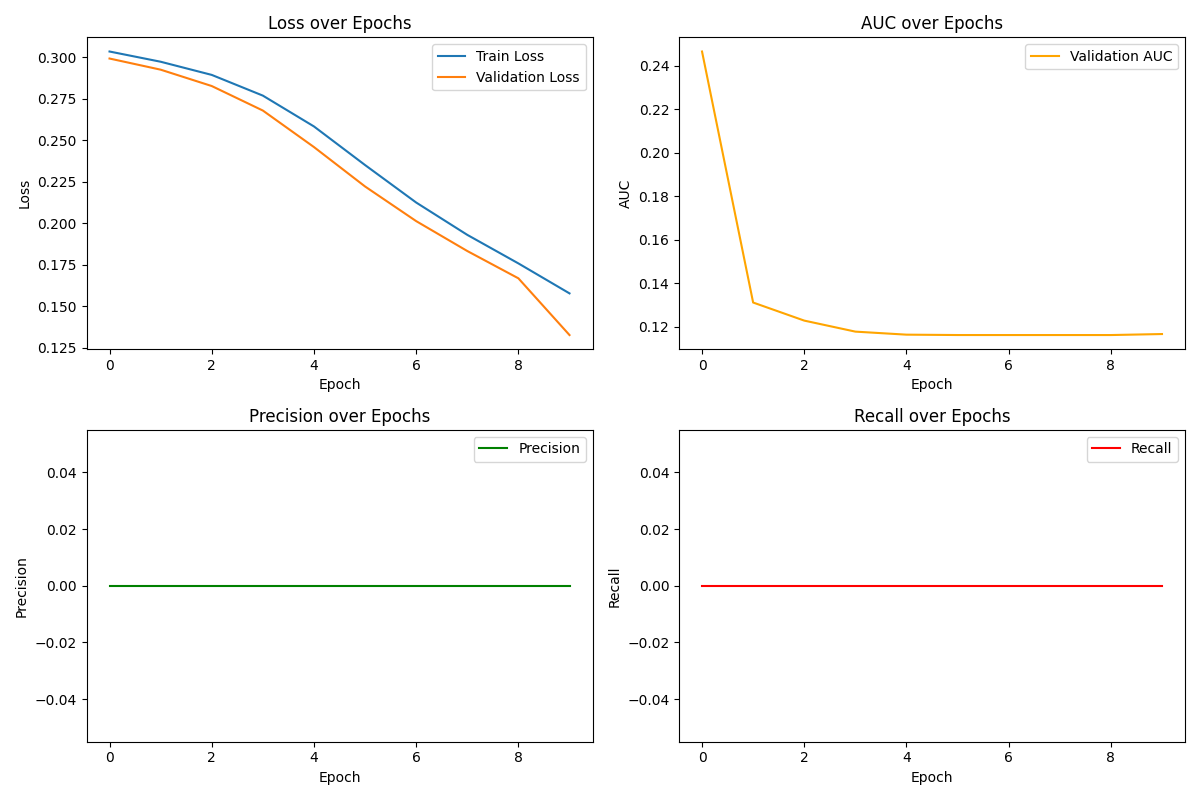 Loss over Epochs
Train Loss
Validation Loss
0.300
0.275
0.250
0.225
0.200
0.175
0.150
0.125
Loss
0 2 4 6 8
Epoch
AUC over Epochs
Validation AUC
0.24
0.22
0.20
0.18
0.16
0.14
0.12
AUC
0 2 4 6 8
Epoch
Precision over Epochs
Precision
0.04
0.02
0.00
−0.02
−0.04
Precision
0 2 4 6 8
Epoch
Recall over Epochs
Recall
0.04
0.02
0.00
−0.02
−0.04
Recall
0 2 4 6 8
Epoch